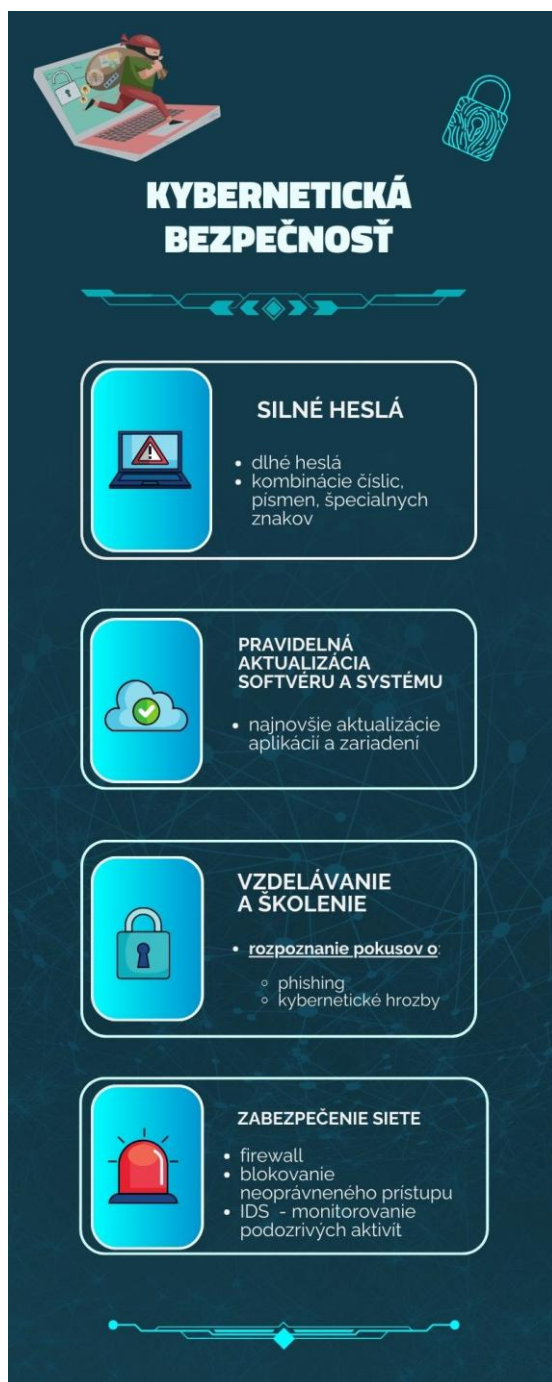 KYBERNETICKÁ
BEZPEČNOSŤ
SILNÉ HESLÁ
• dlhé heslá
• kombinácie číslic,
písmen, špecialnych
znakov
PRAVIDELNÁ
AKTUALIZÁCIA
SOFTVÉRU A SYSTÉMU
• najnovšie aktualizácie
aplikácií a zariadení
VZDELÁVANIE
A ŠKOLENIE
• rozpoznanie pokusov o:
◦ phishing
◦ kybernetické hrozby
ZABEZPEČENIE SIETE
• firewall
• blokovanie
neoprávneného prístupu
• IDS - monitorovanie
podozrivých aktivít